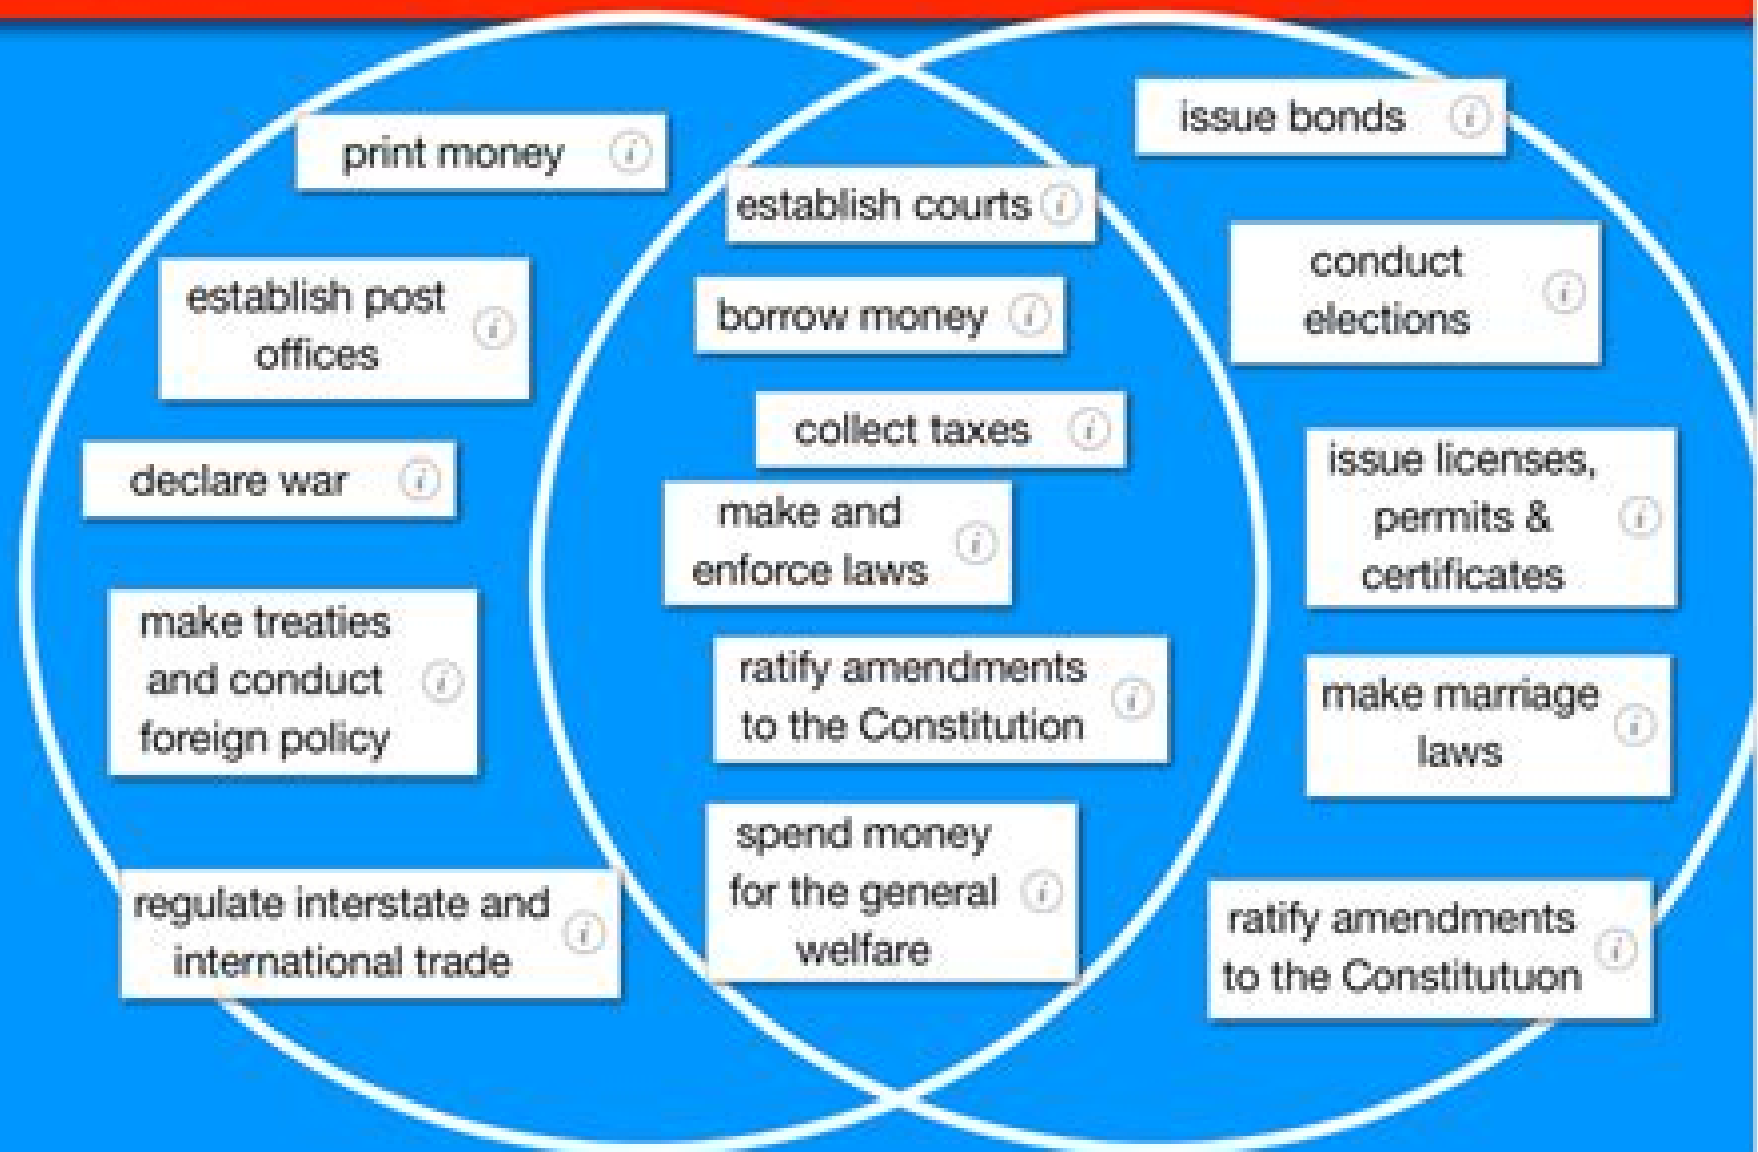 print money
establish post
offices
declare war
make treaties
and conduct
foreign policy
regulate interstate and
international trade
establish courts
borrow money
collect taxes
make and
enforce laws
ratify amendments
to the Constitution
spend money
for the general
welfare
issue bonds
conduct
elections
issue licenses,
permits &
certificates
make marriage
laws
ratify amendments
to the Constitutuon